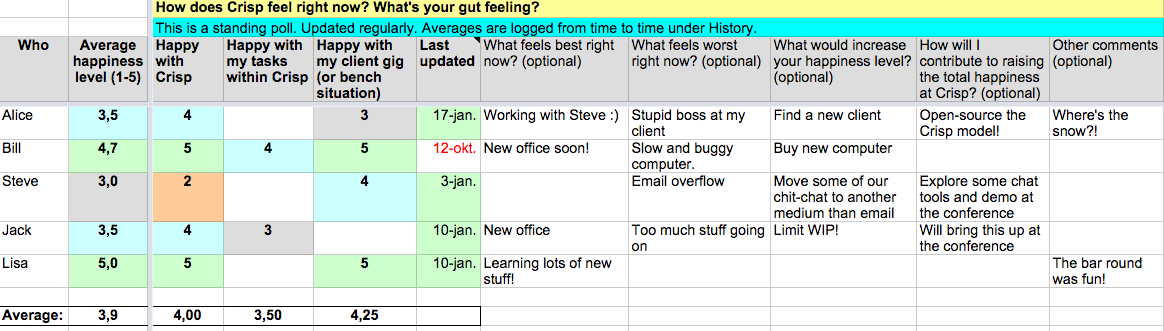 How does Crisp feel right now? What's your gut feeling?
This is a standing poll. Updated regularly. Averages are logged from time to time under History.
Who
Average
happiness
level (1-5)
Happy
with
Crisp
Happy with
my tasks
within Crisp
Happy with
my client gig
(or bench
situation)
Last
updated
What feels best right
now? (optional)
What feels worst
right now? (optional)
What would increase
your happiness level?
(optional)
How will I
contribute to raising
the total happiness
at Crisp? (optional)
Other comments
(optional)
Alice
3,5
4
3
17-jan.
Working with Steve :)
Stupid boss at my
client
Find a new client
Open-source the
Crisp model!
Where's the
snow?!
Bill
4,7
5
4
5
12-okt.
New office soon!
Slow and buggy
computer.
Buy new computer
Steve
3,0
2
4
3-jan.
Email overflow
Move some of our
chit-chat to another
medium than email
Explore some chat
tools and demo at
the conference
Jack
3,5
4
3
10-jan.
New office
Too much stuff going
on
Limit WIP!
Will bring this up at
the conference
Lisa
5,0
5
5
10-jan.
Learning lots of new
stuff!
The bar round
was fun!
Average:
3,9
4,00
3,50
4,25